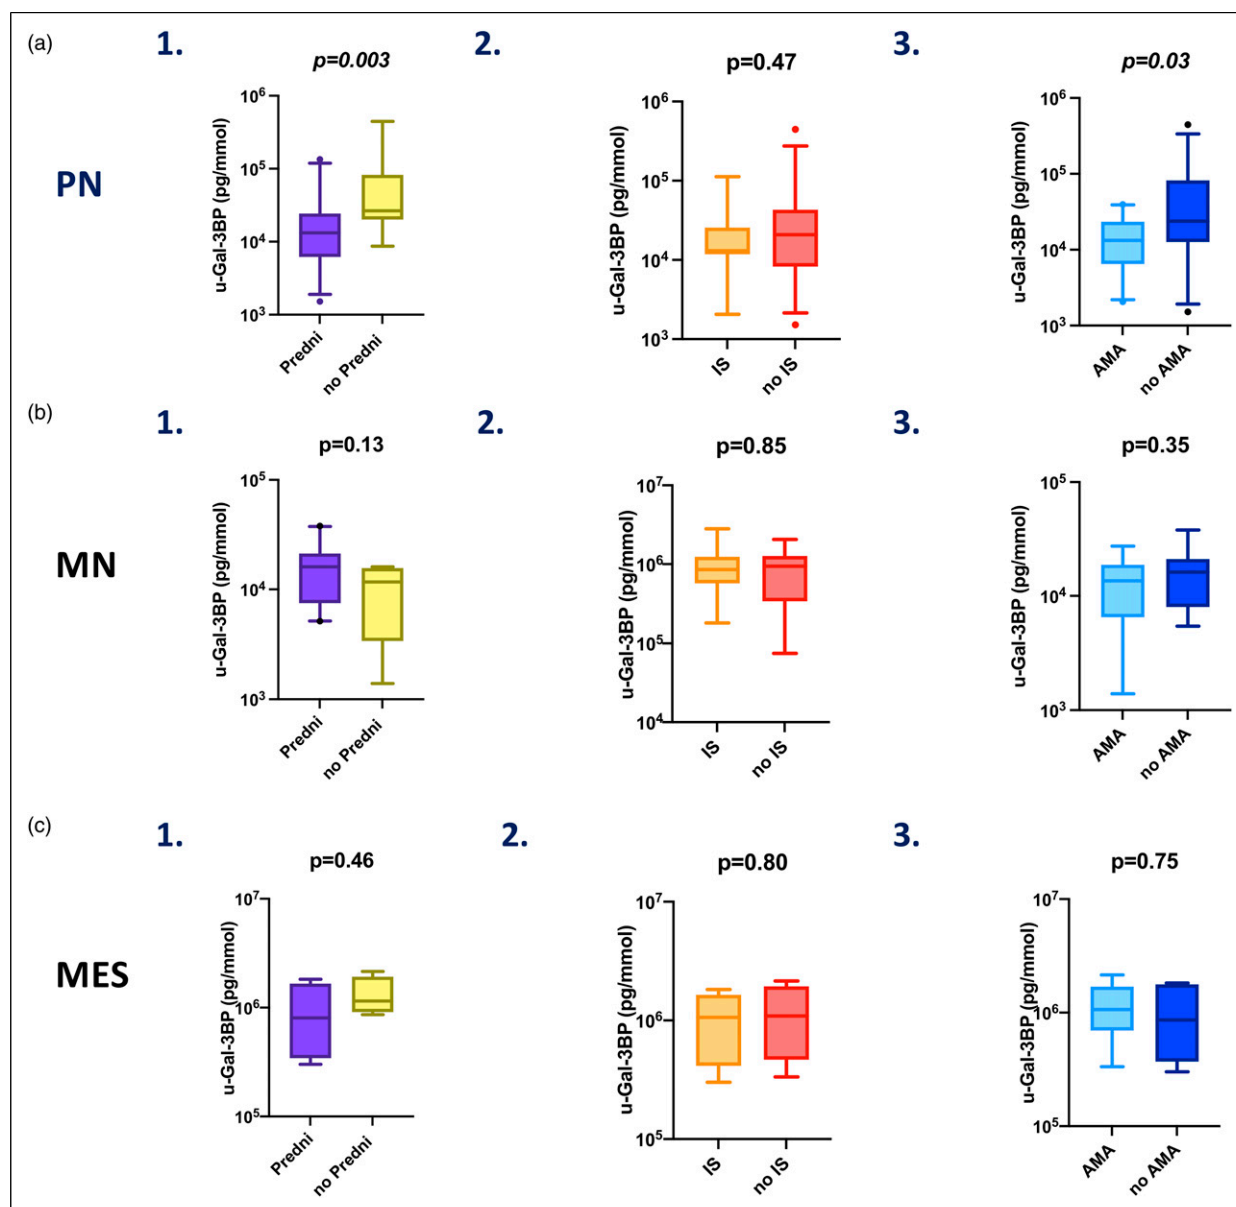 (a)
1.
2.
3.
p=0.003
p=0.47
p=0.03
PN
u-Gal-3BP (pg/mmol)
10^6
10^5
10^4
10^3
Predni
no Predni
u-Gal-3BP (pg/mmol)
10^6
10^5
10^4
10^3
IS
no IS
u-Gal-3BP (pg/mmol)
10^6
10^5
10^4
10^3
AMA
no AMA
(b)
1.
2.
3.
p=0.13
p=0.85
p=0.35
MN
u-Gal-3BP (pg/mmol)
10^5
10^4
10^3
Predni
no Predni
u-Gal-3BP (pg/mmol)
10^7
10^6
10^5
10^4
IS
no IS
u-Gal-3BP (pg/mmol)
10^5
10^4
10^3
AMA
no AMA
(c)
1.
2.
3.
p=0.46
p=0.80
p=0.75
MES
u-Gal-3BP (pg/mmol)
10^7
10^6
10^5
Predni
no Predni
u-Gal-3BP (pg/mmol)
10^7
10^6
10^5
IS
no IS
u-Gal-3BP (pg/mmol)
10^7
10^6
10^5
AMA
no AMA